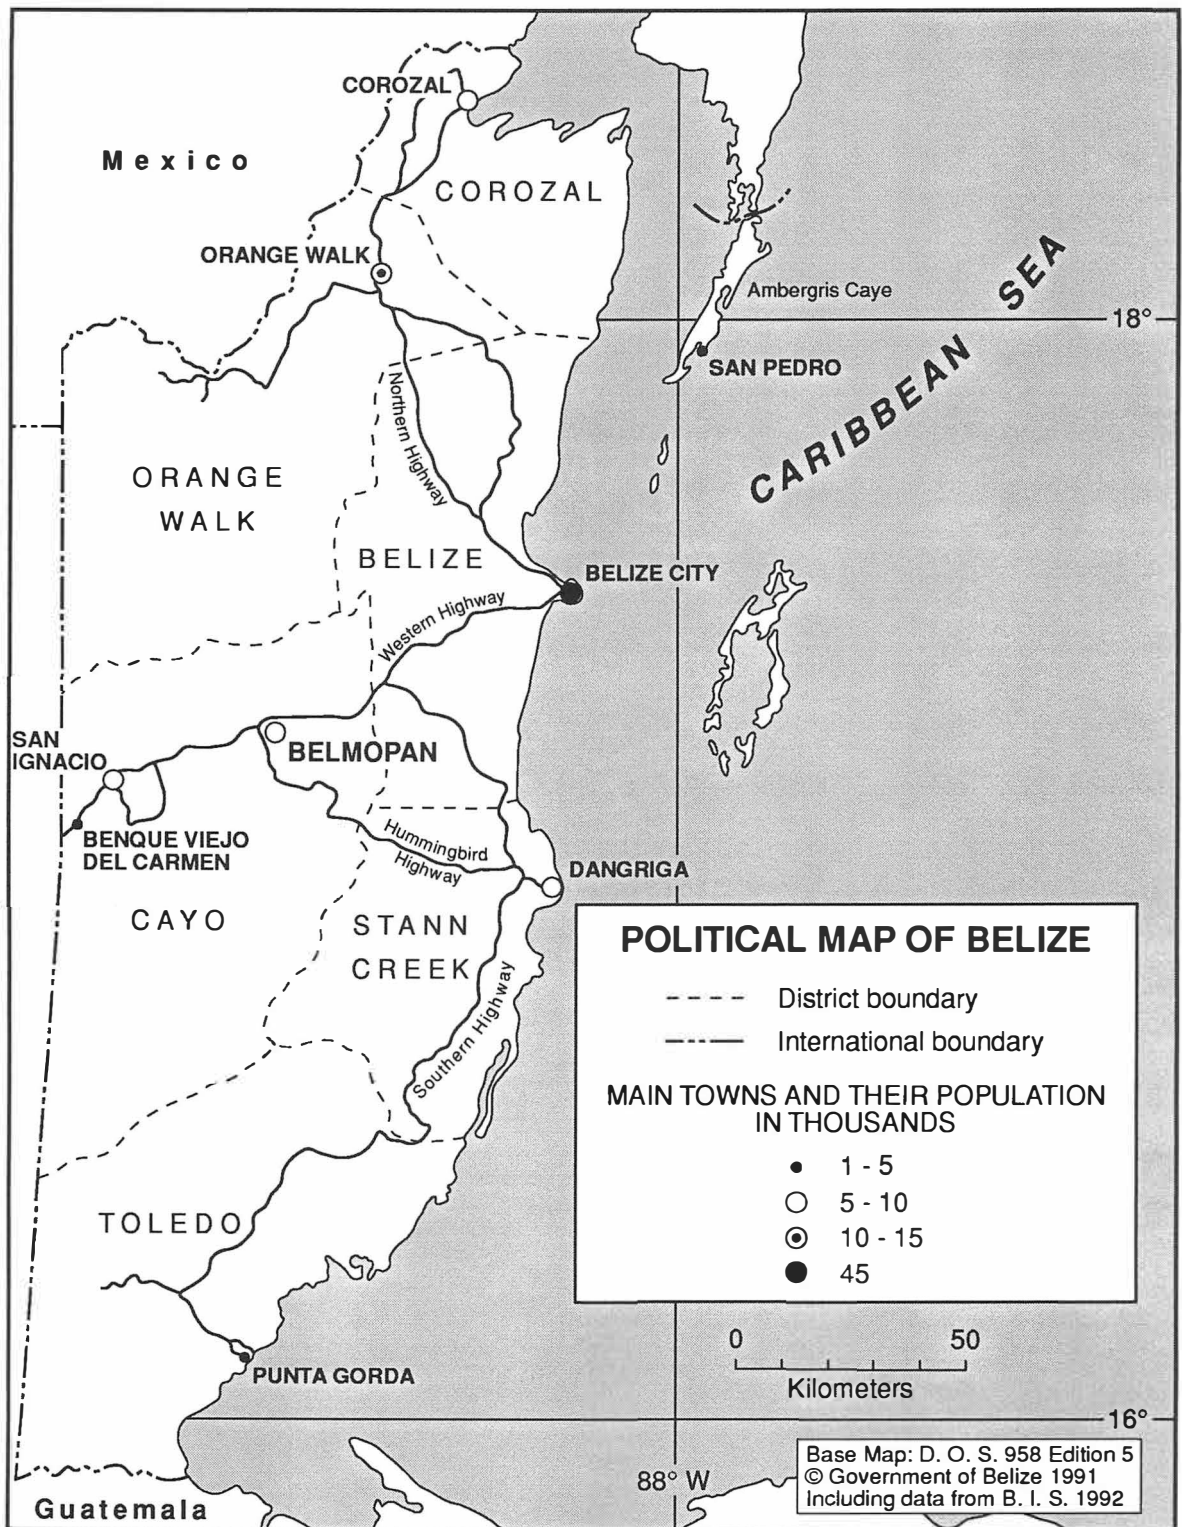 COROZAL
Mexico
COROZAL
ORANGE WALK
Ambergris Caye
CARIBBEAN SEA
18°
SAN PEDRO
Northern Highway
ORANGE
WALK
BELIZE
BELIZE CITY
Western Highway
SAN
IGNACIO
BELMOPAN
BENQUE VIEJO
DEL CARMEN
Hummingbird
Highway
DANGRIGA
CAYO
STANN
CREEK
Southern Highway
POLITICAL MAP OF BELIZE
District boundary
International boundary
MAIN TOWNS AND THEIR POPULATION
IN THOUSANDS
1 - 5
5 - 10
10 - 15
45
TOLEDO
PUNTA GORDA
0 50
Kilometers
16°
88° W
Base Map: D. O. S. 958 Edition 5
© Government of Belize 1991
Including data from B. I. S. 1992
Guatemala